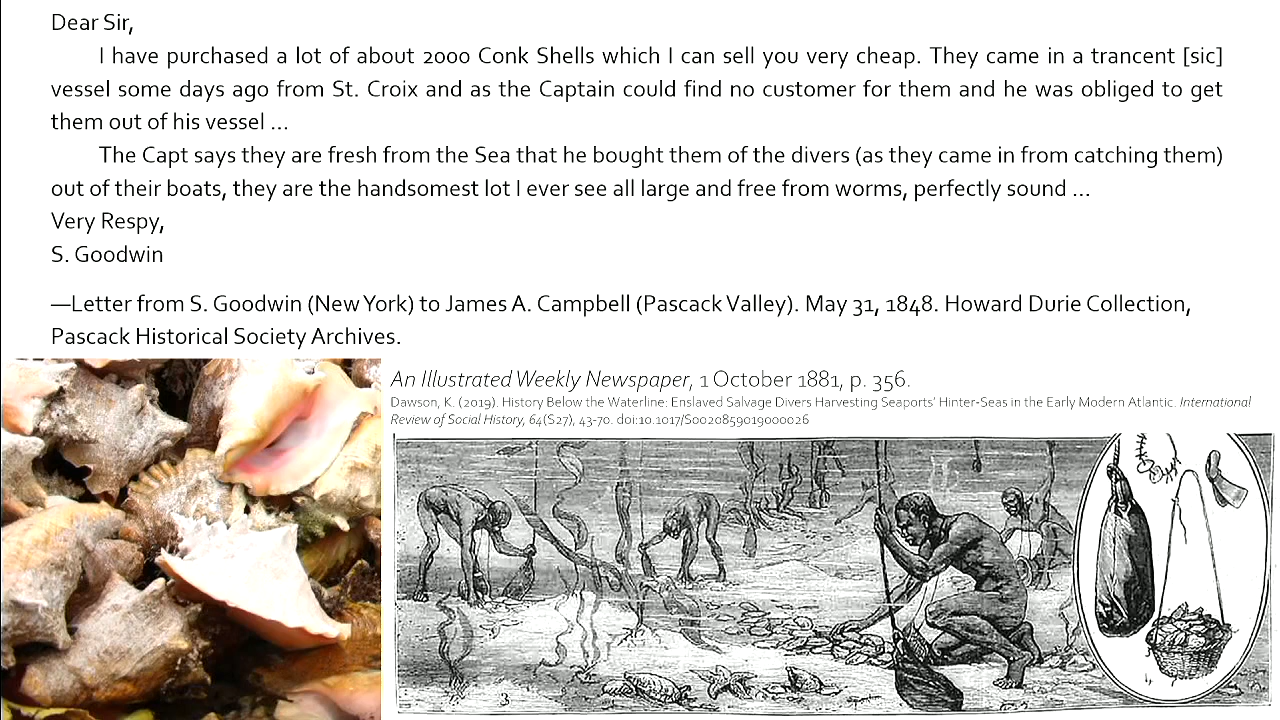 Dear Sir,
I have purchased a lot of about 2000 Conk Shells which I can sell you very cheap. They came in a trancent [sic]
vessel some days ago from St. Croix and as the Captain could find no customer for them and he was obliged to get
them out of his vessel ...
The Capt says they are fresh from the Sea that he bought them of the divers (as they came in from catching them)
out of their boats, they are the handsomest lot I ever see all large and free from worms, perfectly sound ...
Very Respy,
S. Goodwin
—Letter from S. Goodwin (New York) to James A. Campbell (Pascack Valley). May 31, 1848. Howard Durie Collection,
Pascack Historical Society Archives.
An Illustrated Weekly Newspaper, 1 October 1881, p. 356.
Dawson, K. (2019). History Below the Waterline: Enslaved Salvage Divers Harvesting Seaports' Hinter-Seas in the Early Modern Atlantic. International
Review of Social History, 64(S27), 43-70. doi:10.1017/S0020859019000026
3
4